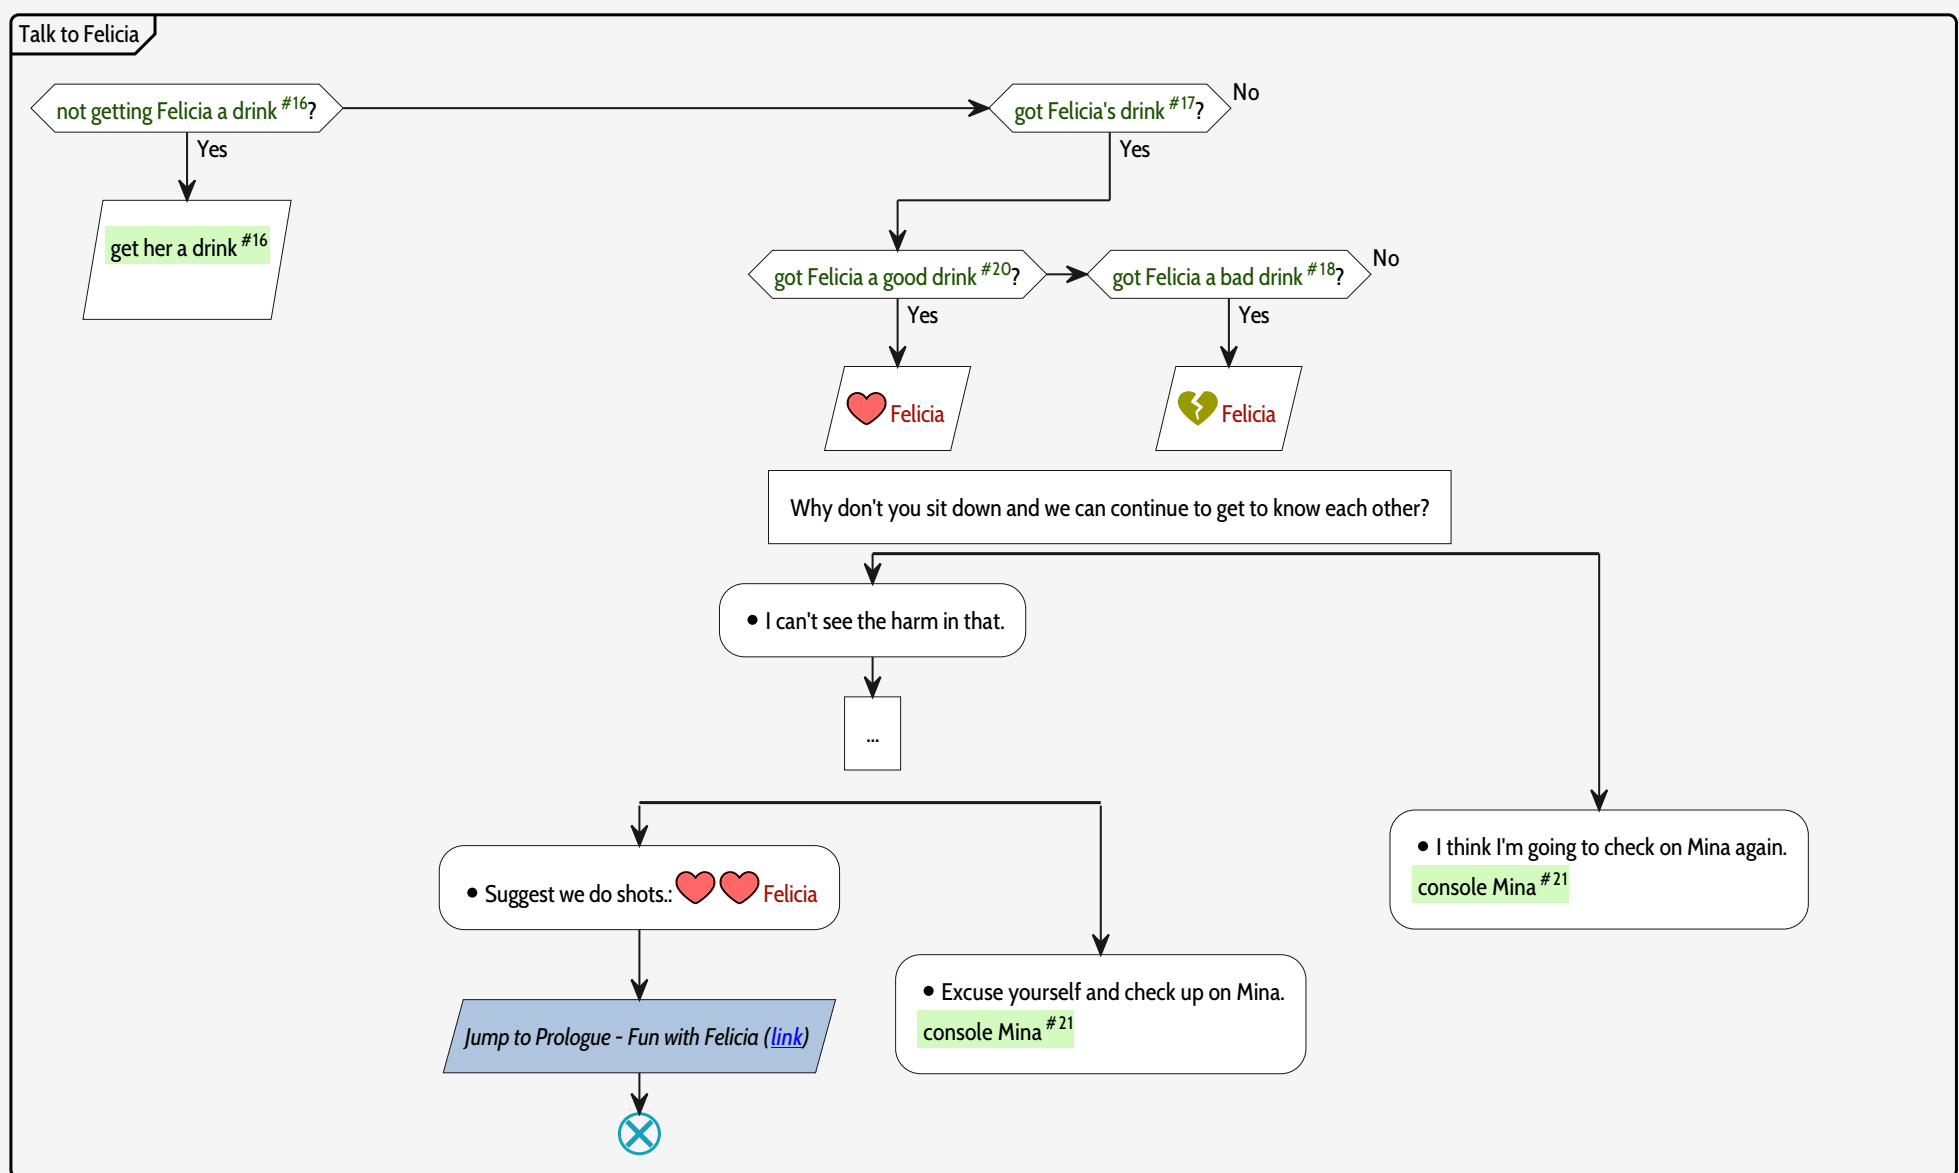 Talk to Felicia
not getting Felicia a drink #16?
got Felicia's drink #17?
No
Yes
Yes
get her a drink #16
got Felicia a good drink #20?
got Felicia a bad drink #18?
No
Yes
Yes
Felicia
Felicia
Why don't you sit down and we can continue to get to know each other?
• I can't see the harm in that.
...
• Suggest we do shots.: Felicia
• I think I'm going to check on Mina again.
console Mina #21
• Excuse yourself and check up on Mina.
console Mina #21
Jump to Prologue - Fun with Felicia (link)